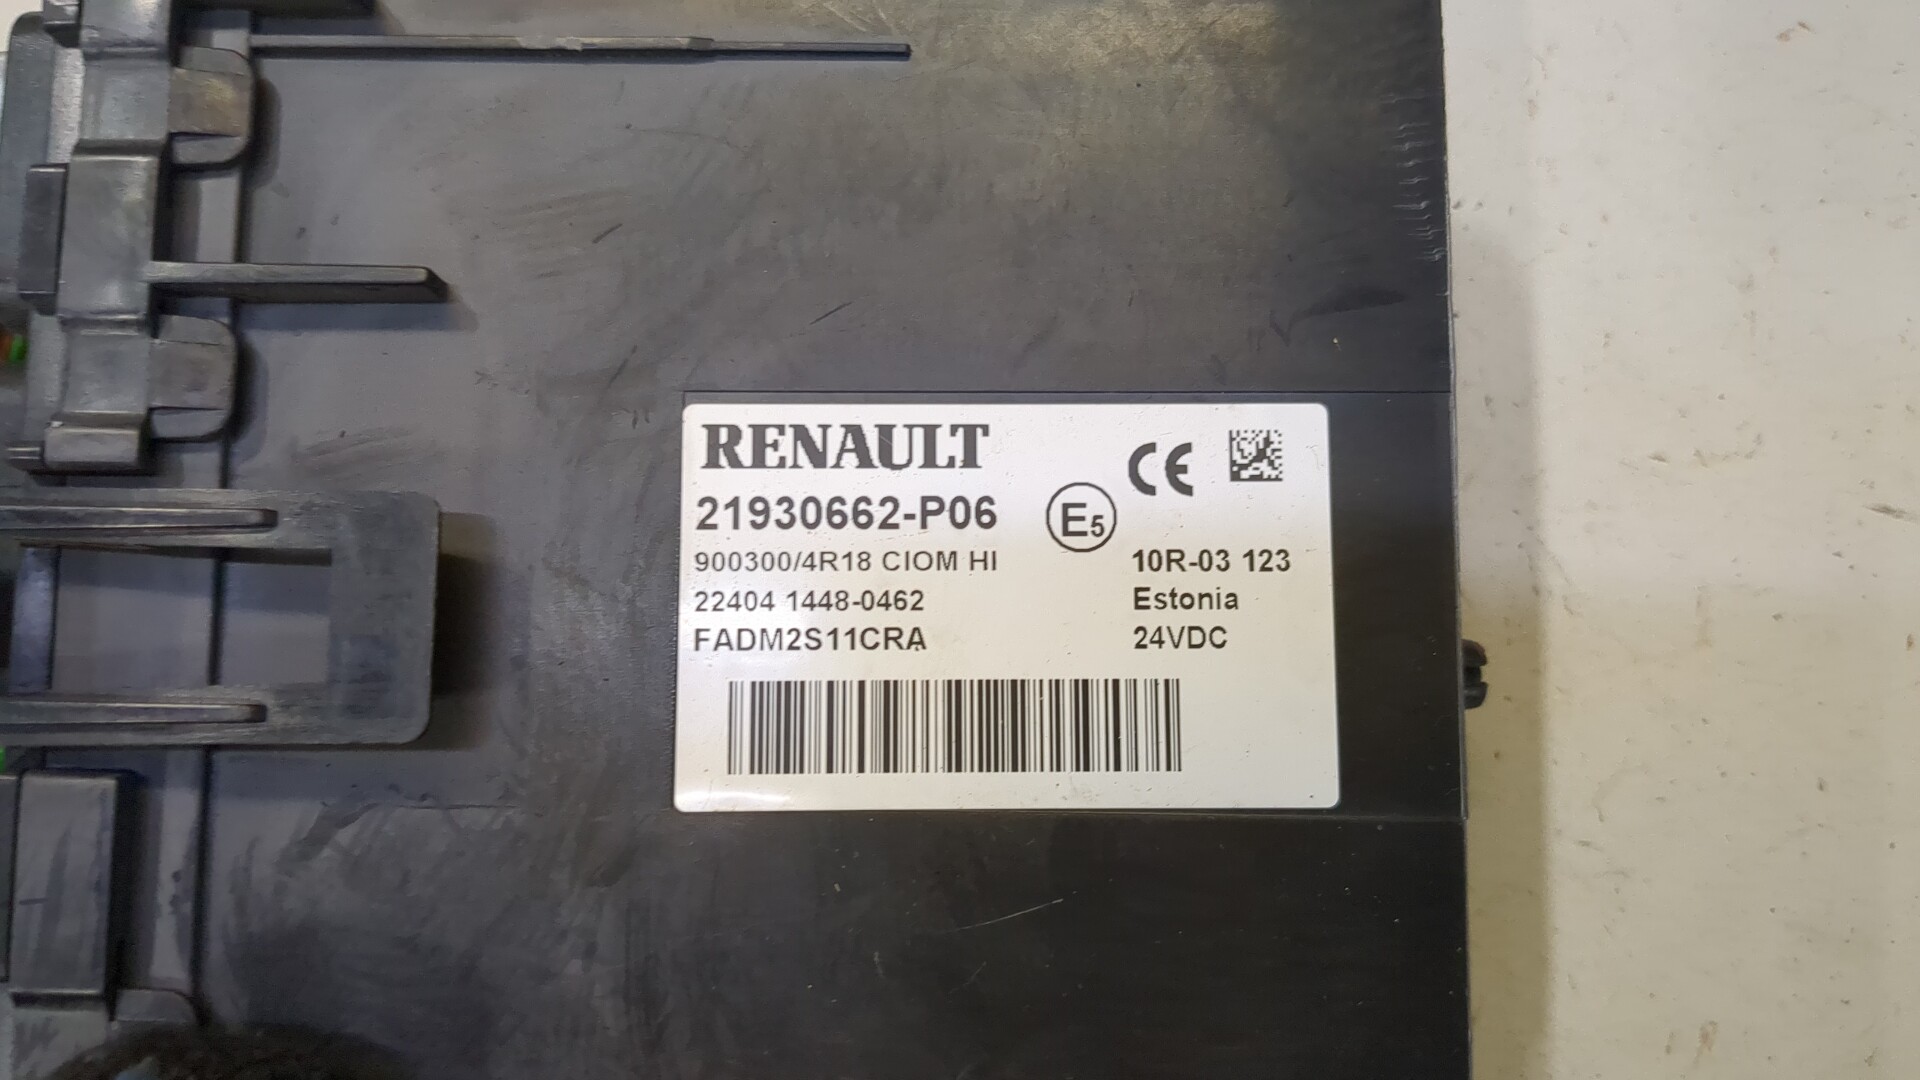 RENAULT
CE
21930662-P06
E5
900300/4R18 CIOM HI
10R-03 123
22404 1448-0462
Estonia
FADM2S11CRA
24VDC